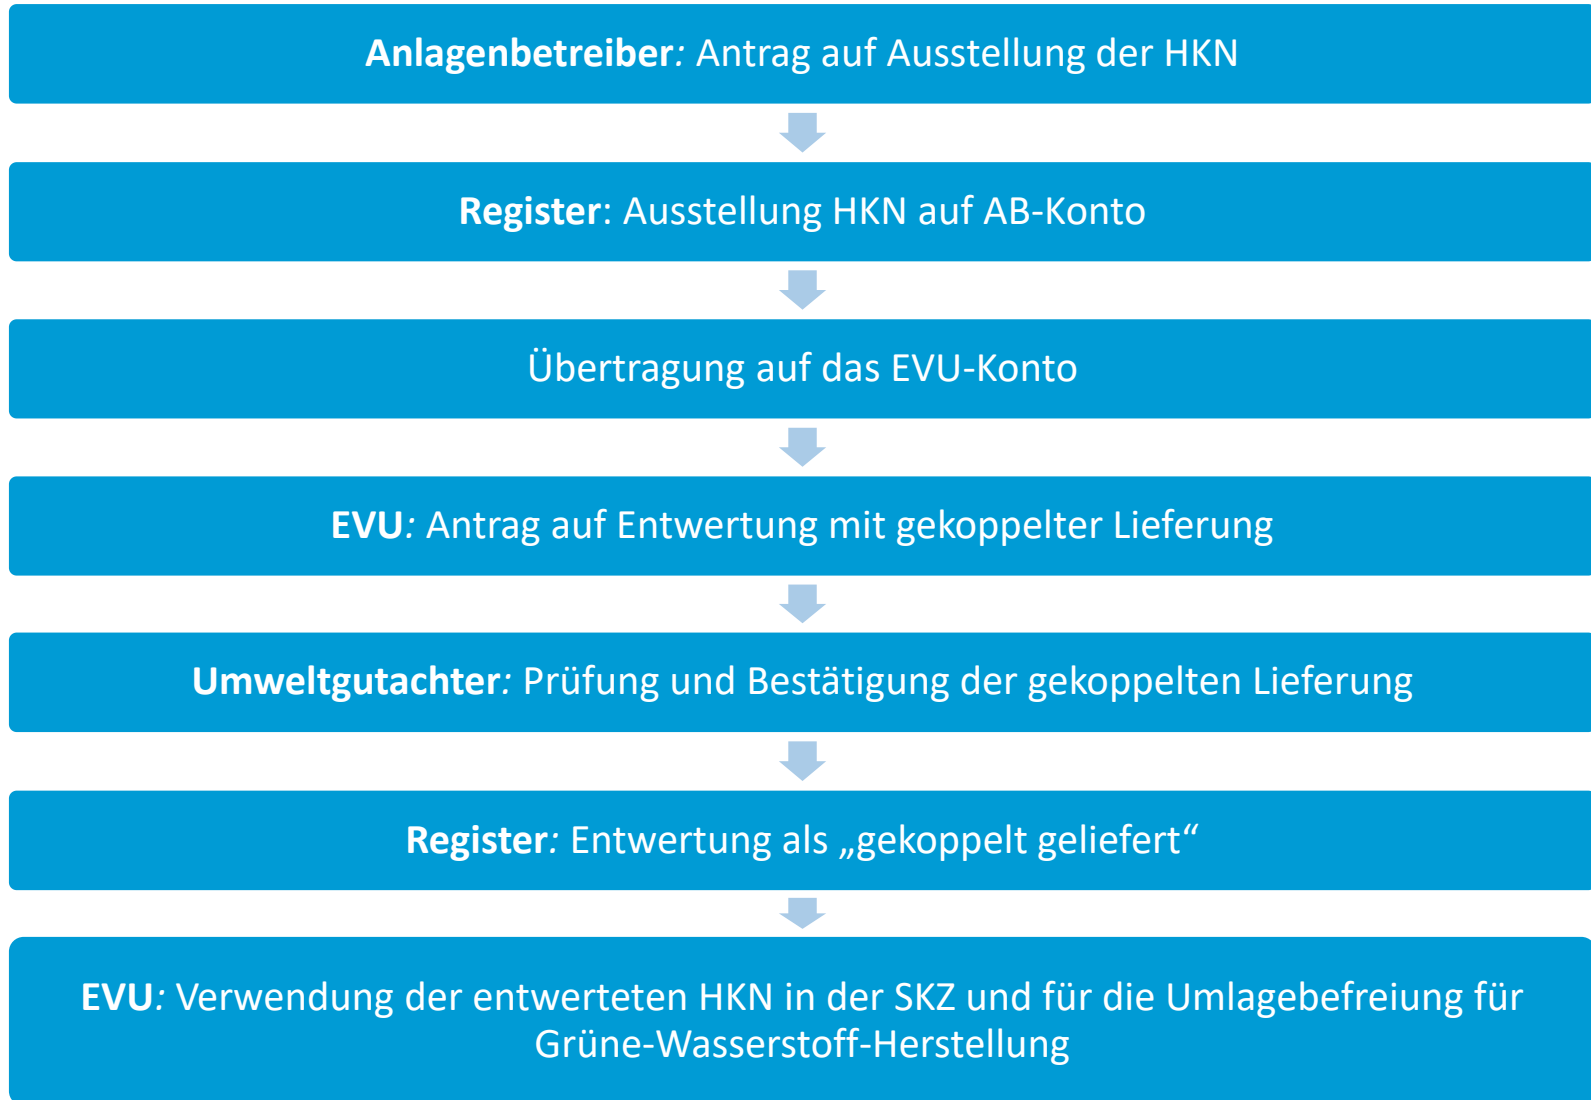 Anlagenbetreiber: Antrag auf Ausstellung der HKN
Register: Ausstellung HKN auf AB-Konto
Übertragung auf das EVU-Konto
EVU: Antrag auf Entwertung mit gekoppelter Lieferung
Umweltgutachter: Prüfung und Bestätigung der gekoppelten Lieferung
Register: Entwertung als „gekoppelt geliefert“
EVU: Verwendung der entwerteten HKN in der SKZ und für die Umlagebefreiung für
Grüne-Wasserstoff-Herstellung